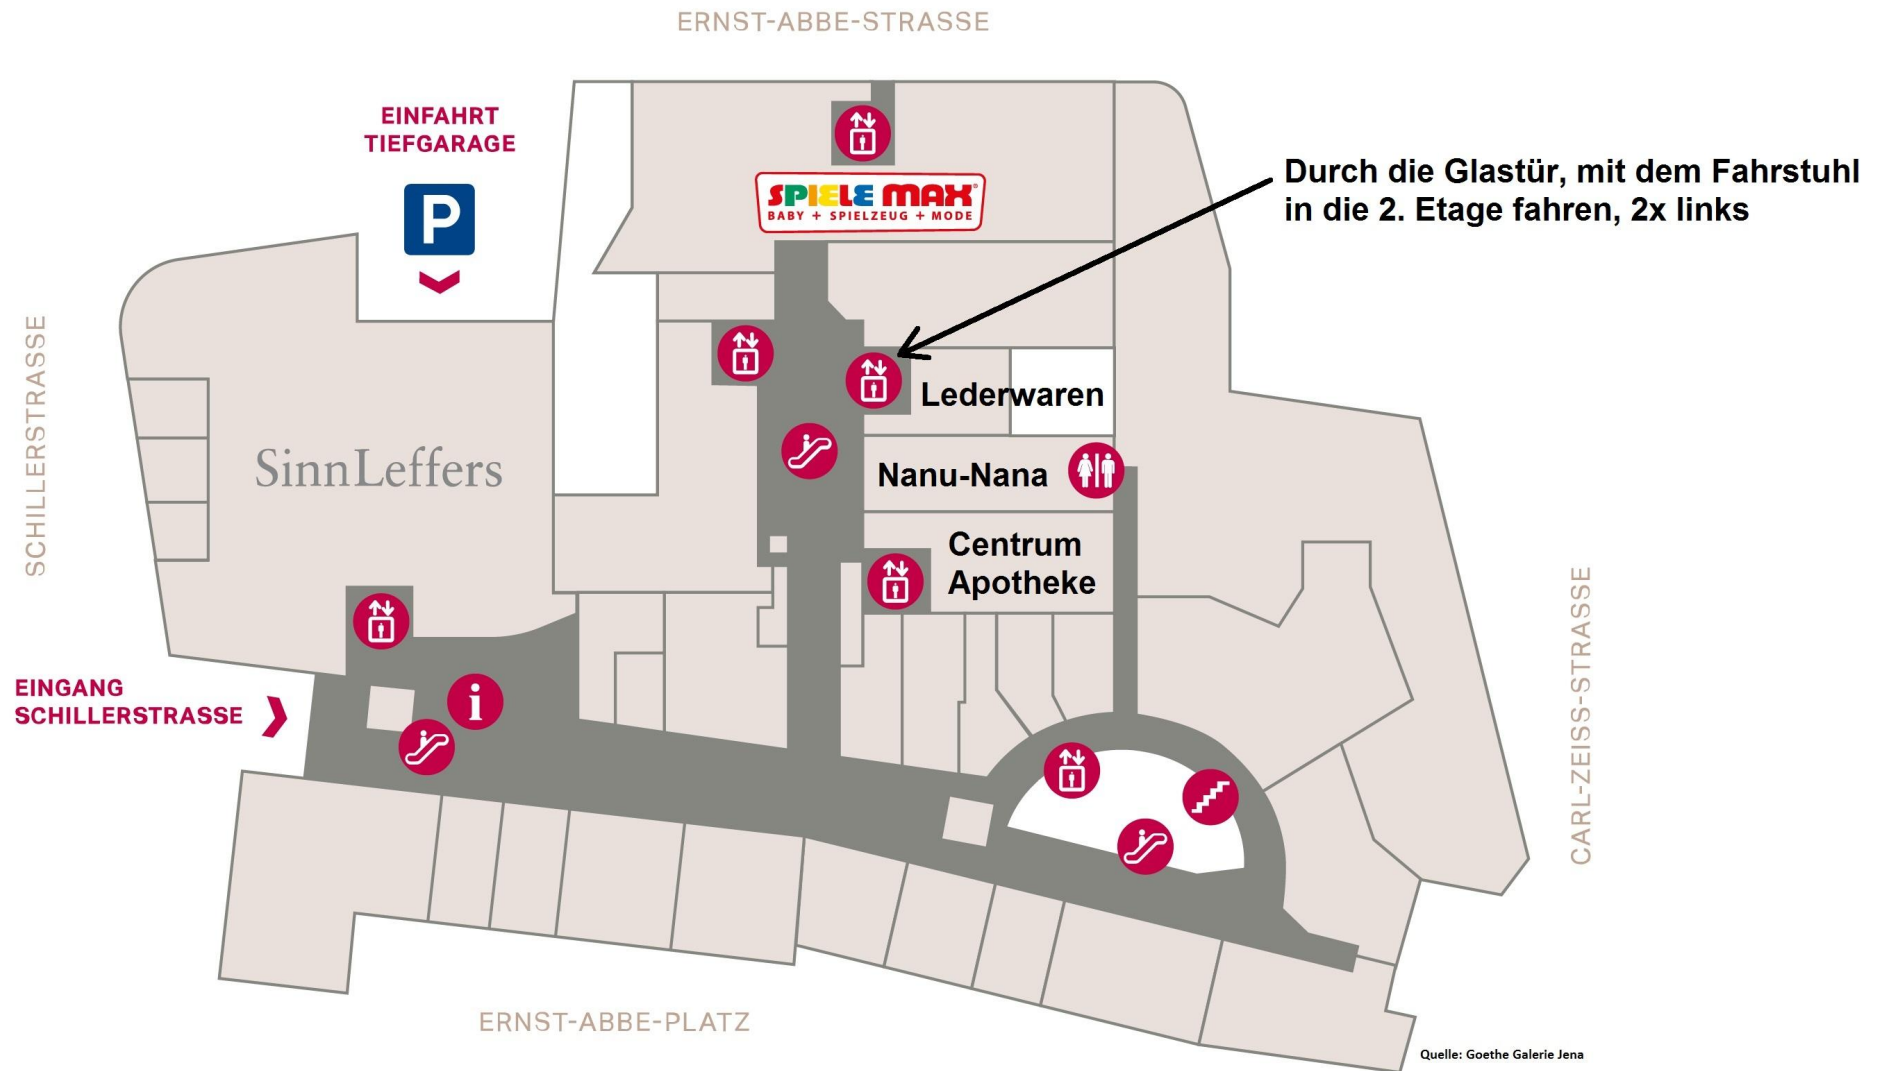 ERNST-ABBE-STRASSE
EINFAHRT
TIEFGARAGE
P
SPIELE MAX
BABY + SPIELZEUG + MODE
Durch die Glastür, mit dem Fahrstuhl
in die 2. Etage fahren, 2x links
SCHILLERSTRASSE
SinnLeffers
Lederwaren
Nanu-Nana
Centrum
Apotheke
EINGANG
SCHILLERSTRASSE
i
CARL-ZEISS-STRASSE
ERNST-ABBE-PLATZ
Quelle: Goethe Galerie Jena